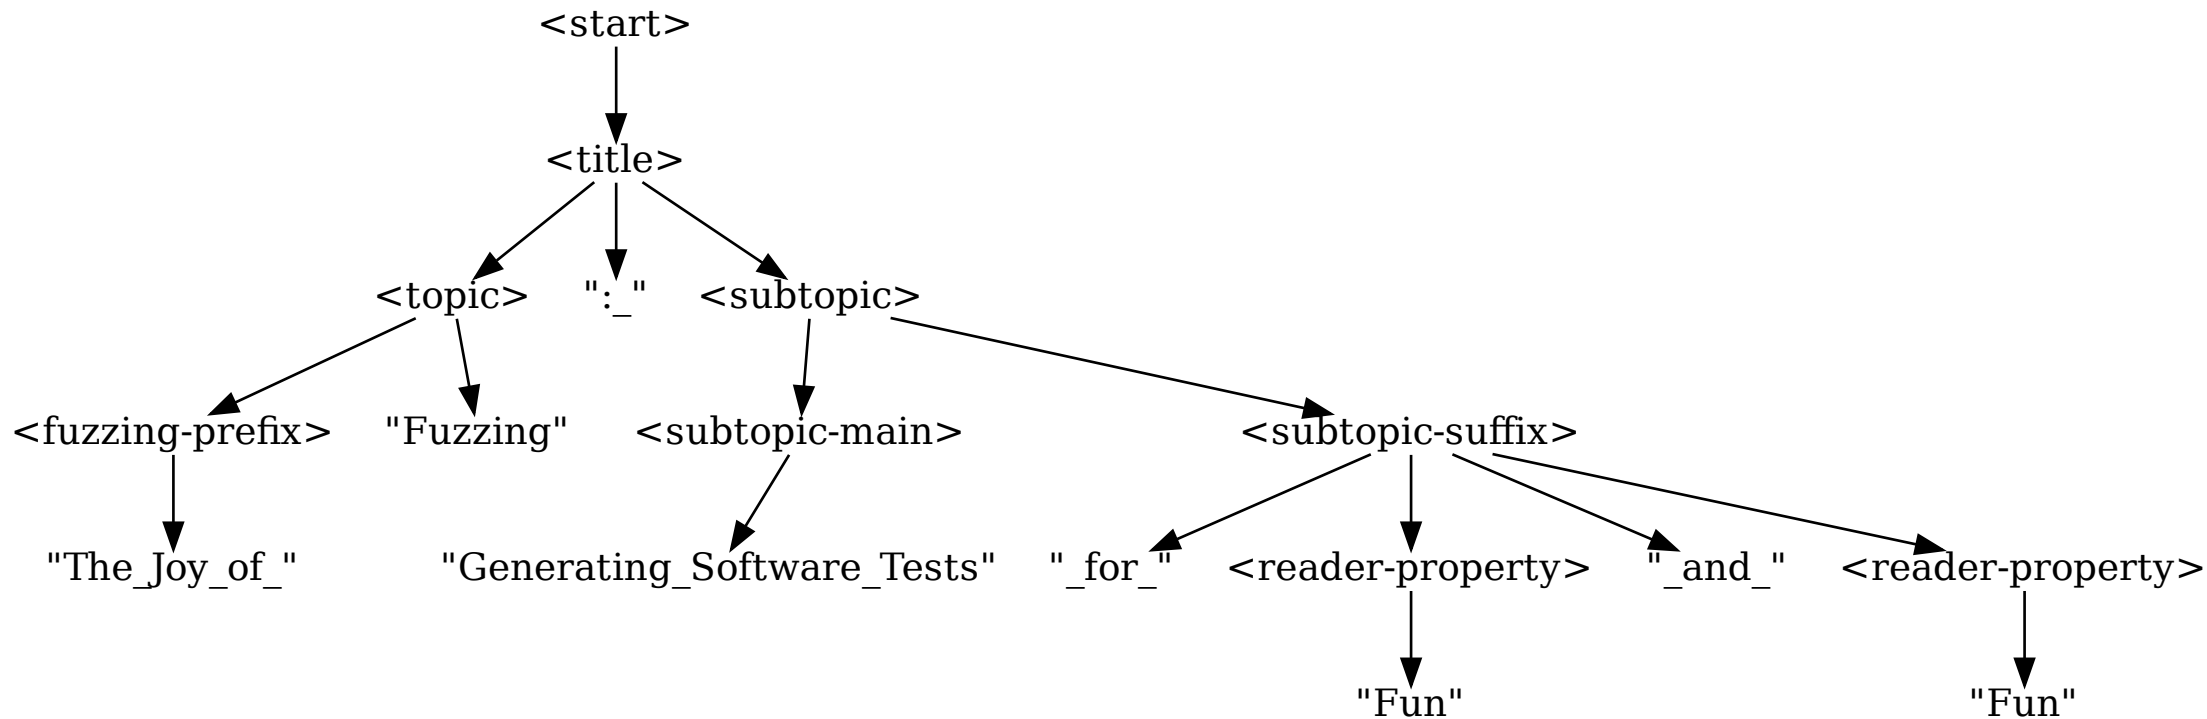 <start>
<title>
<topic> ":_" <subtopic>
<fuzzing-prefix> "Fuzzing" <subtopic-main> <subtopic-suffix>
"The_Joy_of_" "Generating_Software_Tests" "_for_" <reader-property> "_and_" <reader-property>
"Fun" "Fun"